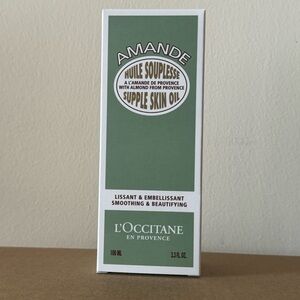 AMANDE
HUILE SOUPLESSE
A L'AMANDE DE PROVENCE
WITH ALMOND FROM PROVENCE
SUPPLE SKIN OIL
LISSANT & EMBELLISSANT
SMOOTHING & BEAUTIFYING
L'OCCITANE
EN PROVENCE
100 ML 3.3 FL.OZ.